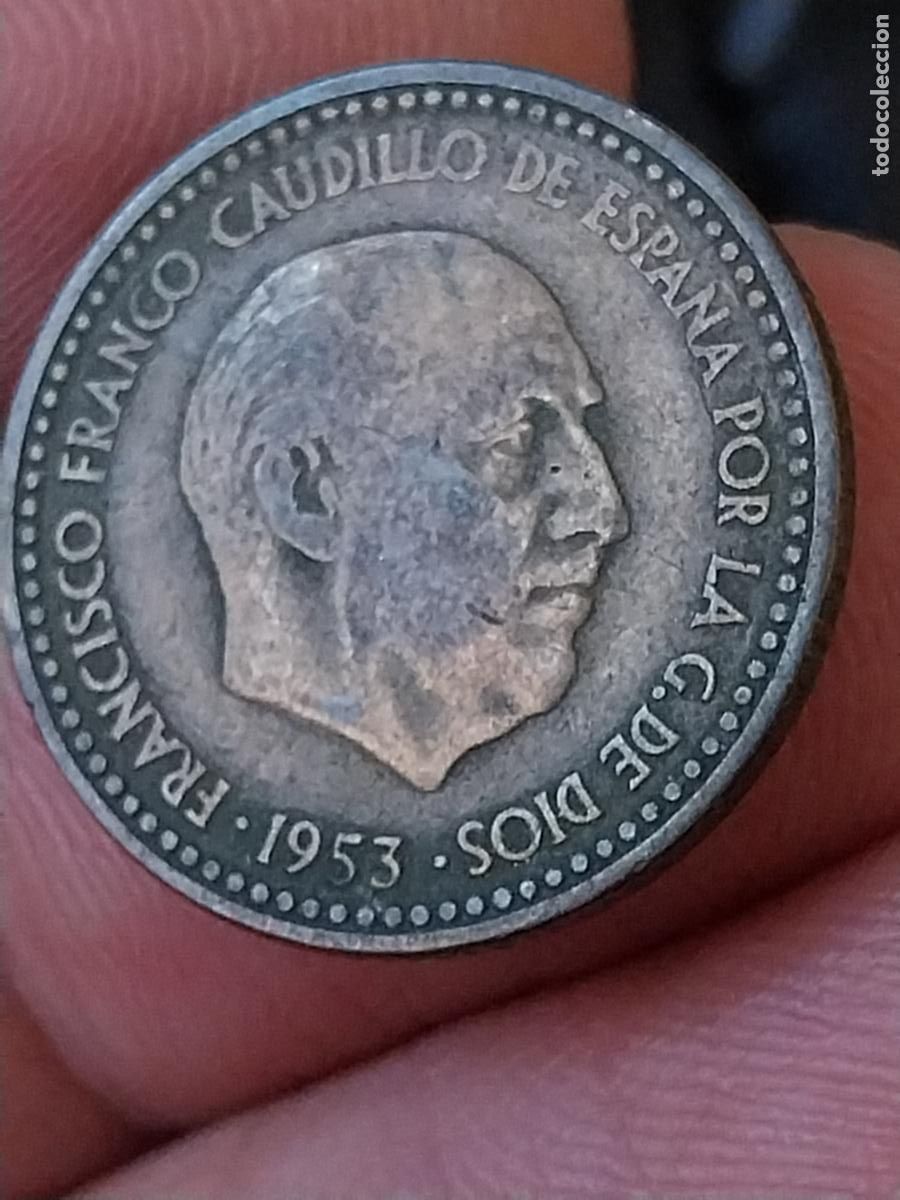 FRANCISCO FRANCO CAUDILLO DE ESPAÑA POR LA G. DE DIOS
· 1953 ·
todocoleccion